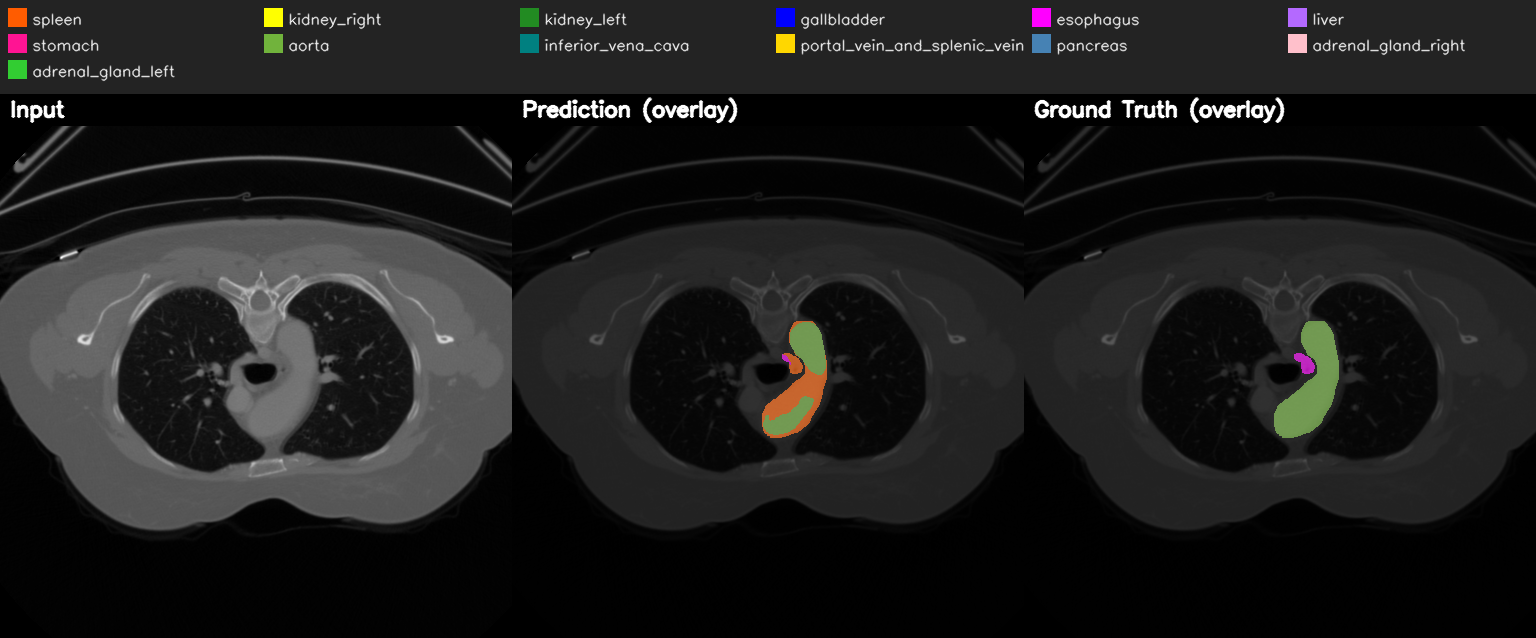 spleen kidney_right kidney_left gallbladder esophagus liver
stomach aorta inferior_vena_cava portal_vein_and_splenic_vein pancreas adrenal_gland_right
adrenal_gland_left
Input Prediction (overlay) Ground Truth (overlay)